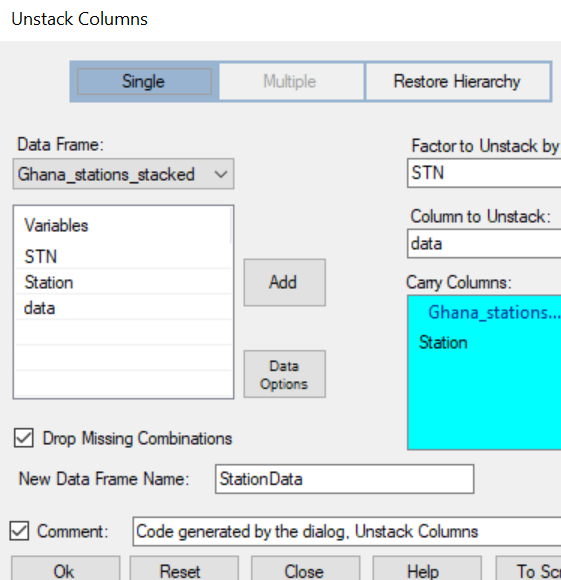 Unstack Columns
Single
Multiple
Restore Hierarchy
Data Frame:
Ghana_stations_stacked
Variables
STN
Station
data
Add
Data
Options
Factor to Unstack by
STN
Column to Unstack:
data
Carry Columns:
Ghana_stations...
Station
Drop Missing Combinations
New Data Frame Name:
StationData
Comment:
Code generated by the dialog, Unstack Columns
Ok
Reset
Close
Help
To Scr